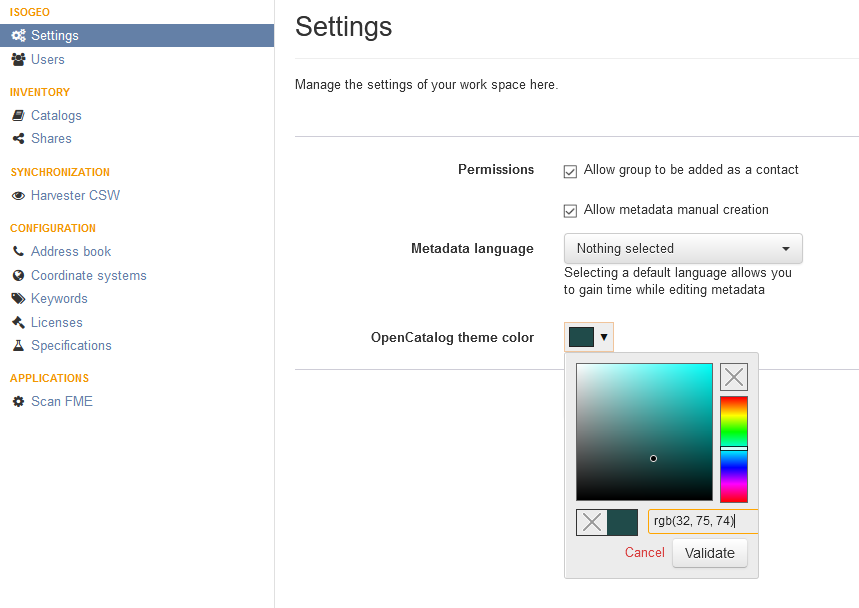 ISOGEO
Settings
Users
INVENTORY
Catalogs
Shares
SYNCHRONIZATION
Harvester CSW
CONFIGURATION
Address book
Coordinate systems
Keywords
Licenses
Specifications
APPLICATIONS
Scan FME
Settings
Manage the settings of your work space here.
Permissions
Allow group to be added as a contact
Allow metadata manual creation
Metadata language
Nothing selected
Selecting a default language allows you
to gain time while editing metadata
OpenCatalog theme color
rgb(32, 75, 74)
Cancel
Validate